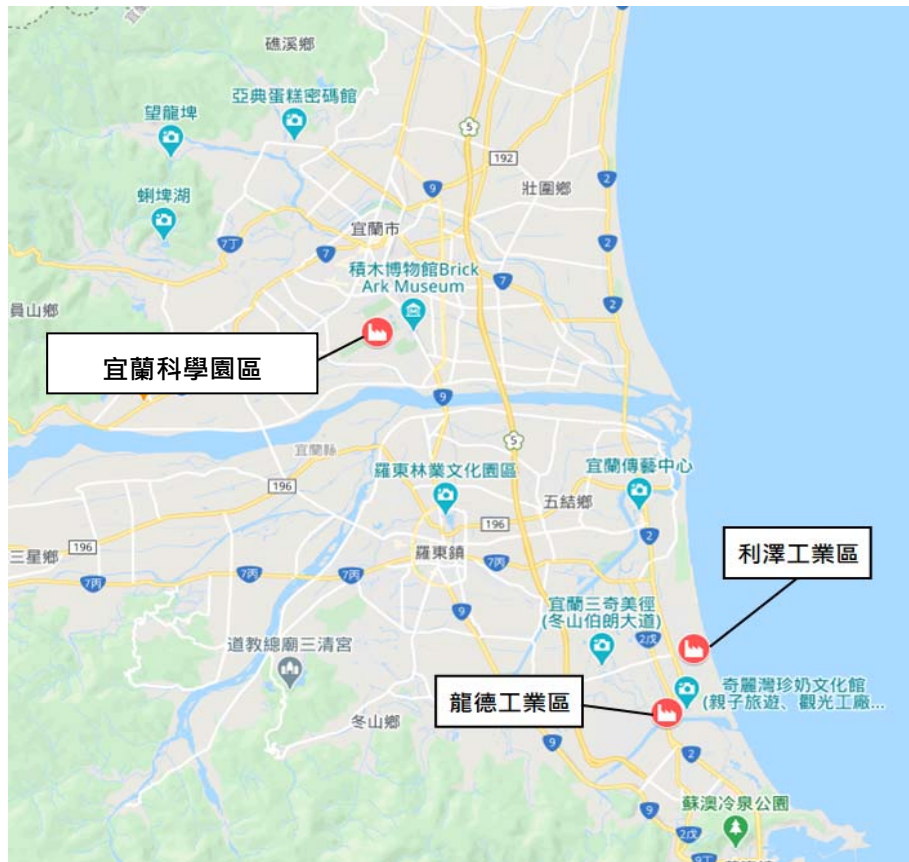 礁溪鄉
亞典蛋糕密碼館
望龍埤
5
192
9
壯圍鄉
2
蜊埤湖
宜蘭市
7丁
2
7
積木博物館Brick
Ark Museum
7
員山鄉
2
宜蘭科學園區
9
宜蘭縣
5
羅東林業文化園區
宜蘭傳藝中心
196
五結鄉
196
2
三星鄉
196
羅東鎮
利澤工業區
7丙
7丙
7丙
9
宜蘭三奇美徑
(冬山伯朗大道)
2戊
道教總廟三清宮
奇麗灣珍奶文化館
(親子旅遊、觀光工廠...
龍德工業區
冬山鄉
9
2
蘇澳冷泉公園
9
2戊
9丁